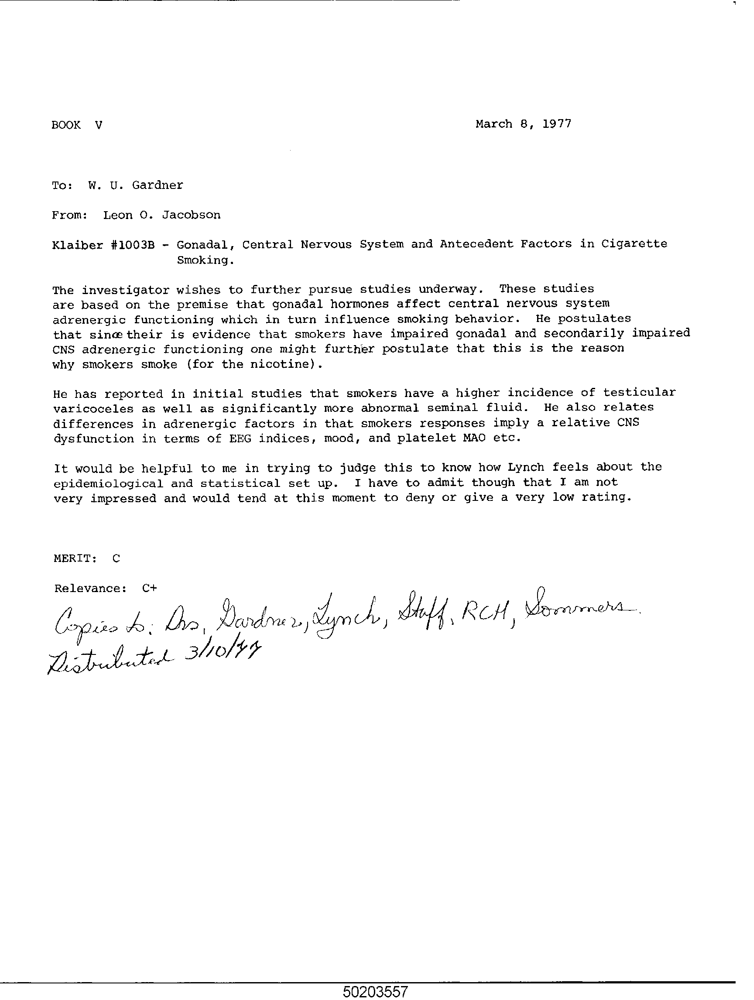 BOOK V
March 8, 1977
To: W. U. Gardner
From: Leon O. Jacobson
Klaiber #1003B - Gonadal, Central Nervous System and Antecedent Factors in Cigarette
Smoking.
The investigator wishes to further pursue studies underway. These studies
are based on the premise that gonadal hormones affect central nervous system
adrenergic functioning which in turn influence smoking behavior. He postulates
that since their is evidence that smokers have impaired gonadal and secondarily impaired
CNS adrenergic functioning one might further postulate that this is the reason
why smokers smoke (for the nicotine).
He has reported in initial studies that smokers have a higher incidence of testicular
varicoceles as well as significantly more abnormal seminal fluid. He also relates
differences in adrenergic factors in that smokers responses imply a relative CNS
dysfunction in terms of EEG indices, mood, and platelet MAO etc.
It would be helpful to me in trying to judge this to know how Lynch feels about the
epidemiological and statistical set up. I have to admit though that I am not
very impressed and would tend at this moment to deny or give a very low rating.
MERIT: C
Relevance: C+
Copies to: Drs, Gardner, Lynch, Staff, RCH, Sommers.
Distributed 3/10/77
50203557